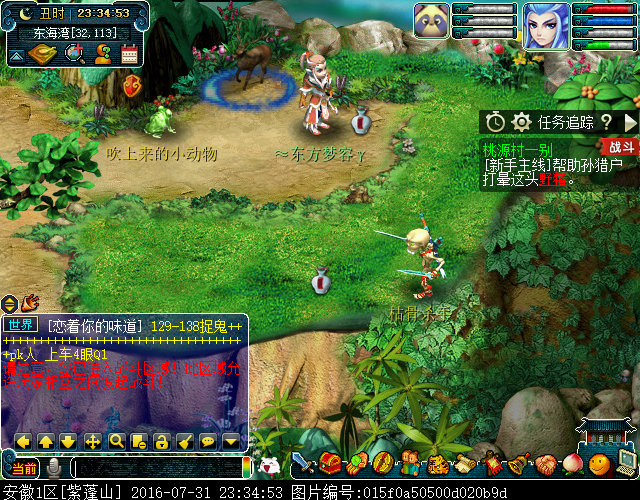 丑时 23:34:53
东海湾[32,113]
任务追踪 ?
桃源村一别
战斗
[新手主线]帮助孙猎户
打晕这头野猪。
吹上来的小动物
≈东方梦容γ
枯骨杀手
世界 [恋着你的味道] 129-138捉鬼++
++++++++++++++++++++++++++++++
+pk人 上车4眼Q1
当前
安徽1区[紫蓬山] 2016-07-31 23:34:53 图片编号:015f0a50500d020b9d